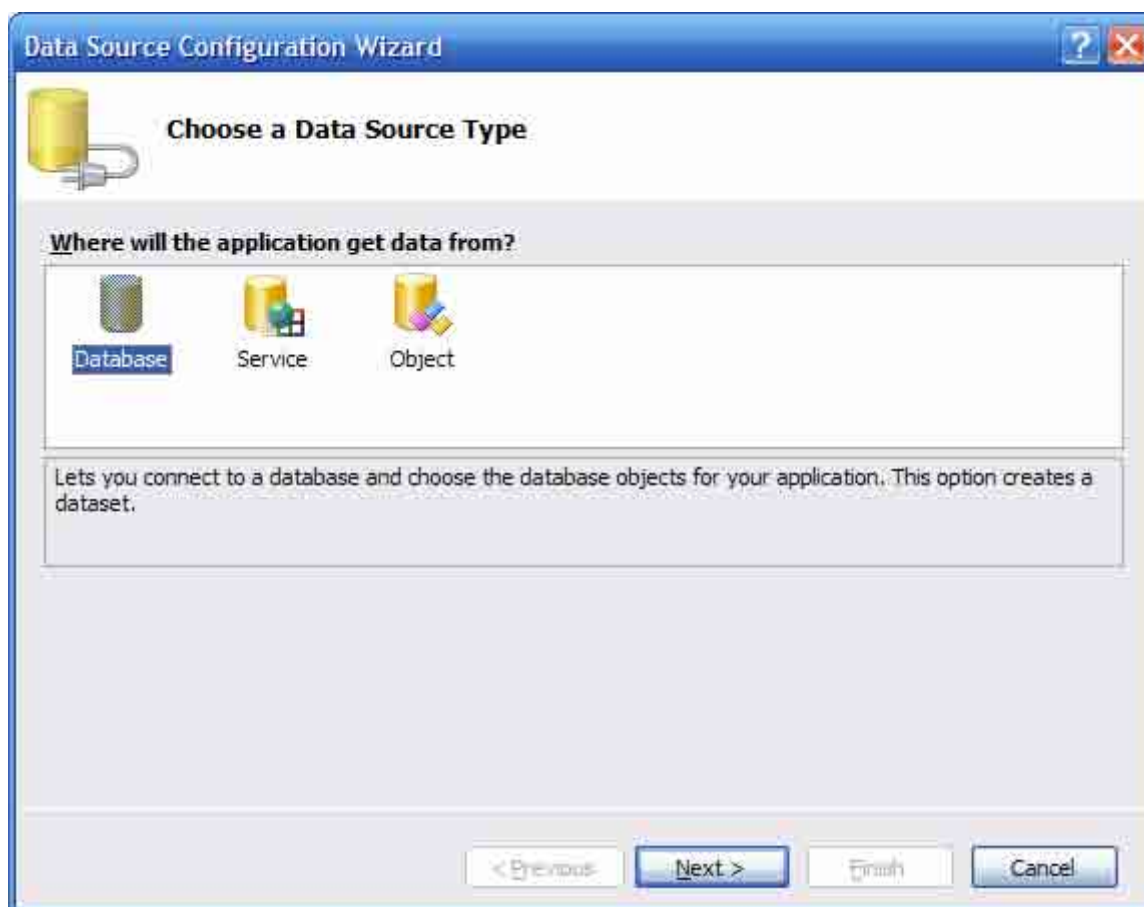 Data Source Configuration Wizard
?
Choose a Data Source Type
Where will the application get data from?
Database
Service
Object
Lets you connect to a database and choose the database objects for your application. This option creates a
dataset.
< Previous
Next >
Finish
Cancel